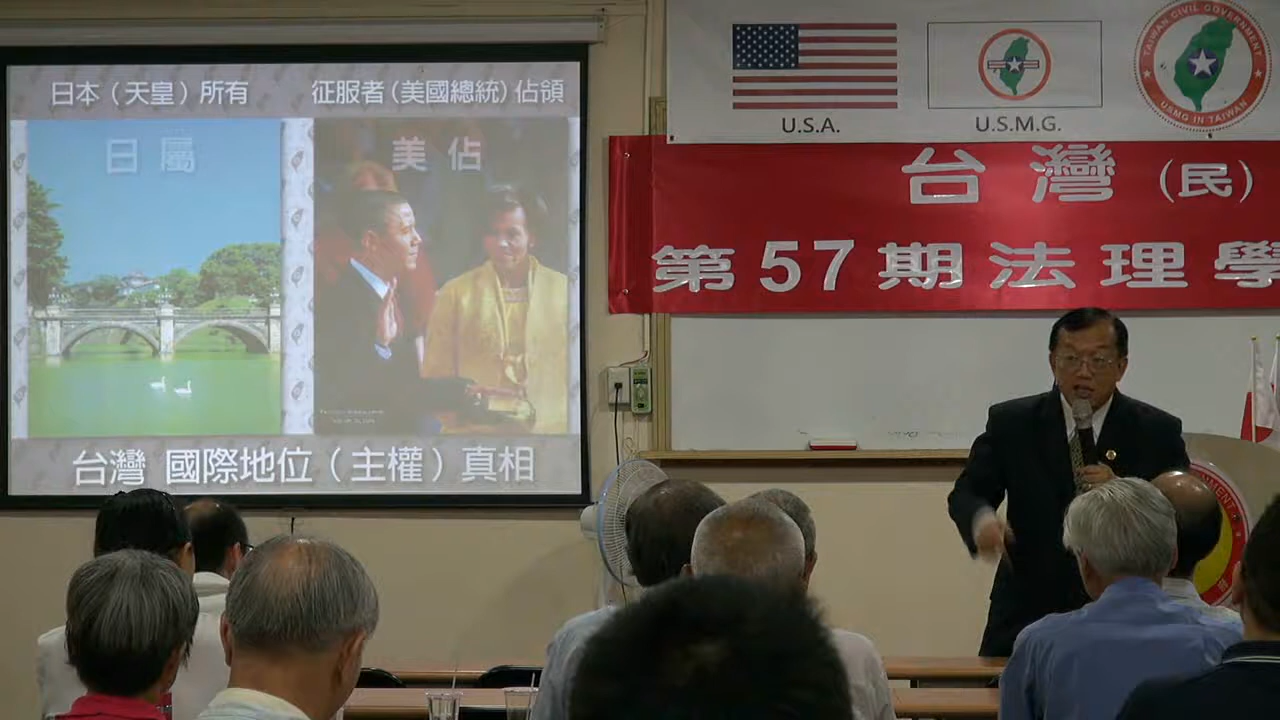 日本（天皇）所有
征服者（美國總統）佔領
日屬
美佔
台灣 國際地位（主權）真相
U.S.A.
U.S.M.G.
TAIWAN CIVIL GOVERNMENT
USMG IN TAIWAN
台灣（民）
第57期法理學